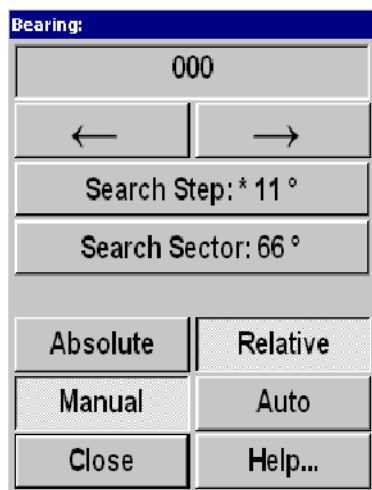 Bearing:
000
← →
Search Step: * 11 °
Search Sector: 66 °
Absolute Relative
Manual Auto
Close Help...